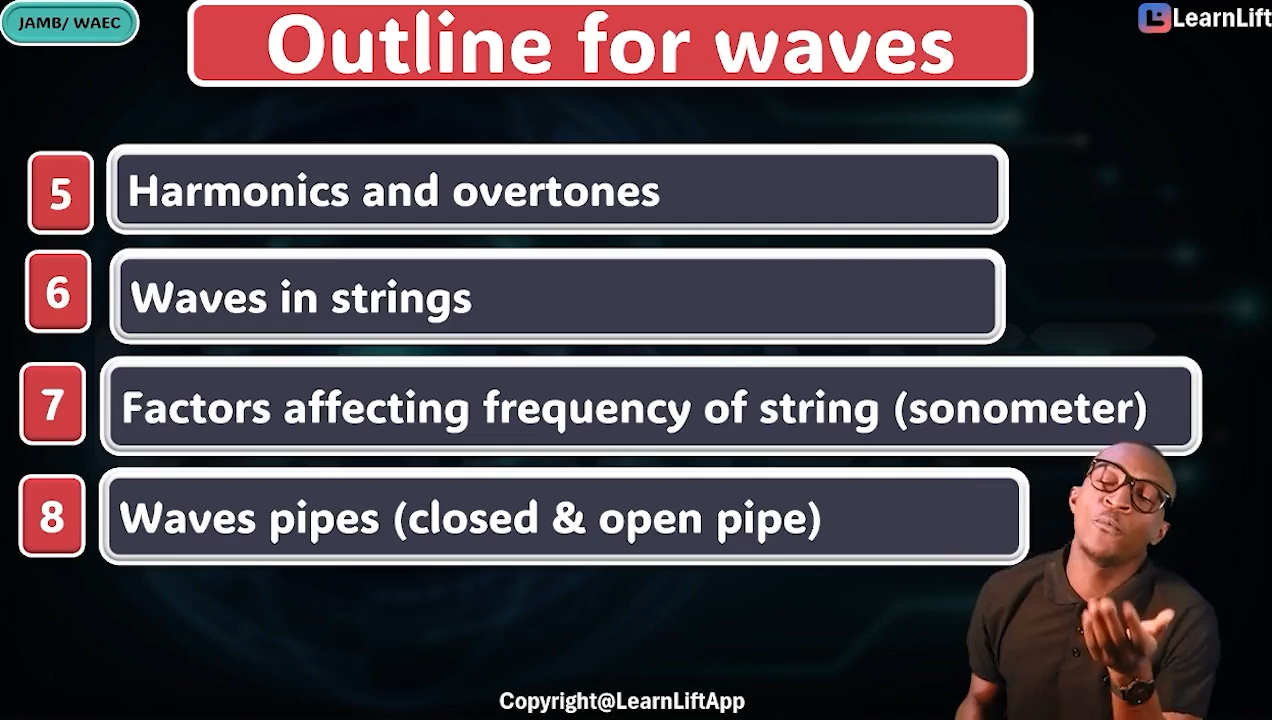 JAMB/ WAEC
Outline for waves
LearnLift
5 Harmonics and overtones
6 Waves in strings
7 Factors affecting frequency of string (sonometer)
8 Waves pipes (closed & open pipe)
Copyright@LearnLiftApp